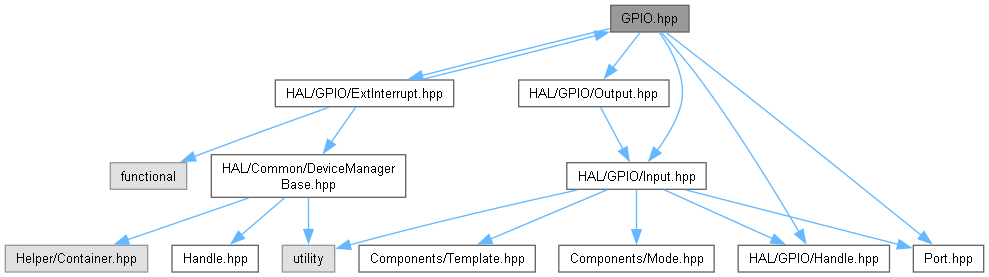 GPIO.hpp
HAL/GPIO/ExtInterrupt.hpp
HAL/GPIO/Output.hpp
functional
HAL/Common/DeviceManager
Base.hpp
HAL/GPIO/Input.hpp
Helper/Container.hpp
Handle.hpp
utility
Components/Template.hpp
Components/Mode.hpp
HAL/GPIO/Handle.hpp
Port.hpp